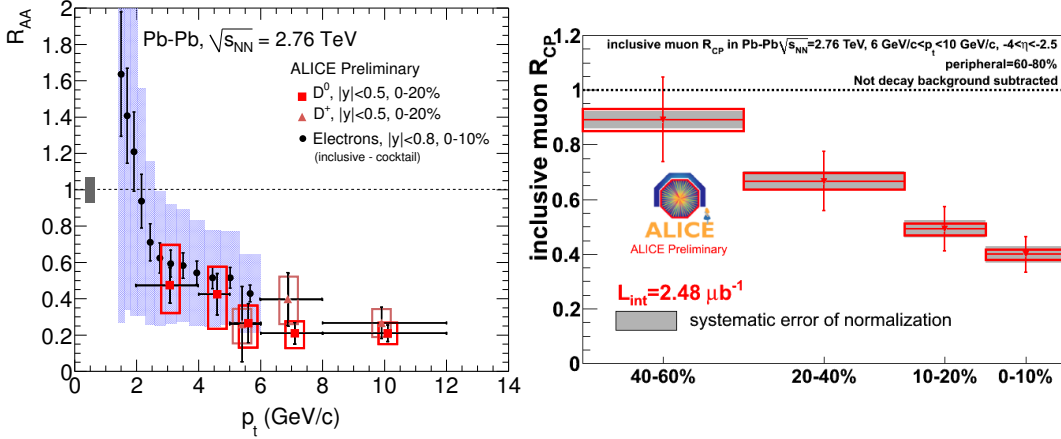 R_AA
2
1.8
1.6
1.4
1.2
1
0.8
0.6
0.4
0.2
0
Pb-Pb, √s_NN = 2.76 TeV
ALICE Preliminary
D⁰, |y|<0.5, 0-20%
D⁺, |y|<0.5, 0-20%
Electrons, |y|<0.8, 0-10%
(inclusive - cocktail)
0 2 4 6 8 10 12 14
p_t (GeV/c)
inclusive muon R_CP
1.2
1
0.8
0.6
0.4
0.2
0
inclusive muon R_CP in Pb-Pb√s_NN=2.76 TeV, 6 GeV/c<p_t<10 GeV/c, -4<η<-2.5
peripheral=60-80%
Not decay background subtracted
ALICE
ALICE Preliminary
L_int=2.48 μb⁻¹
systematic error of normalization
40-60% 20-40% 10-20% 0-10%